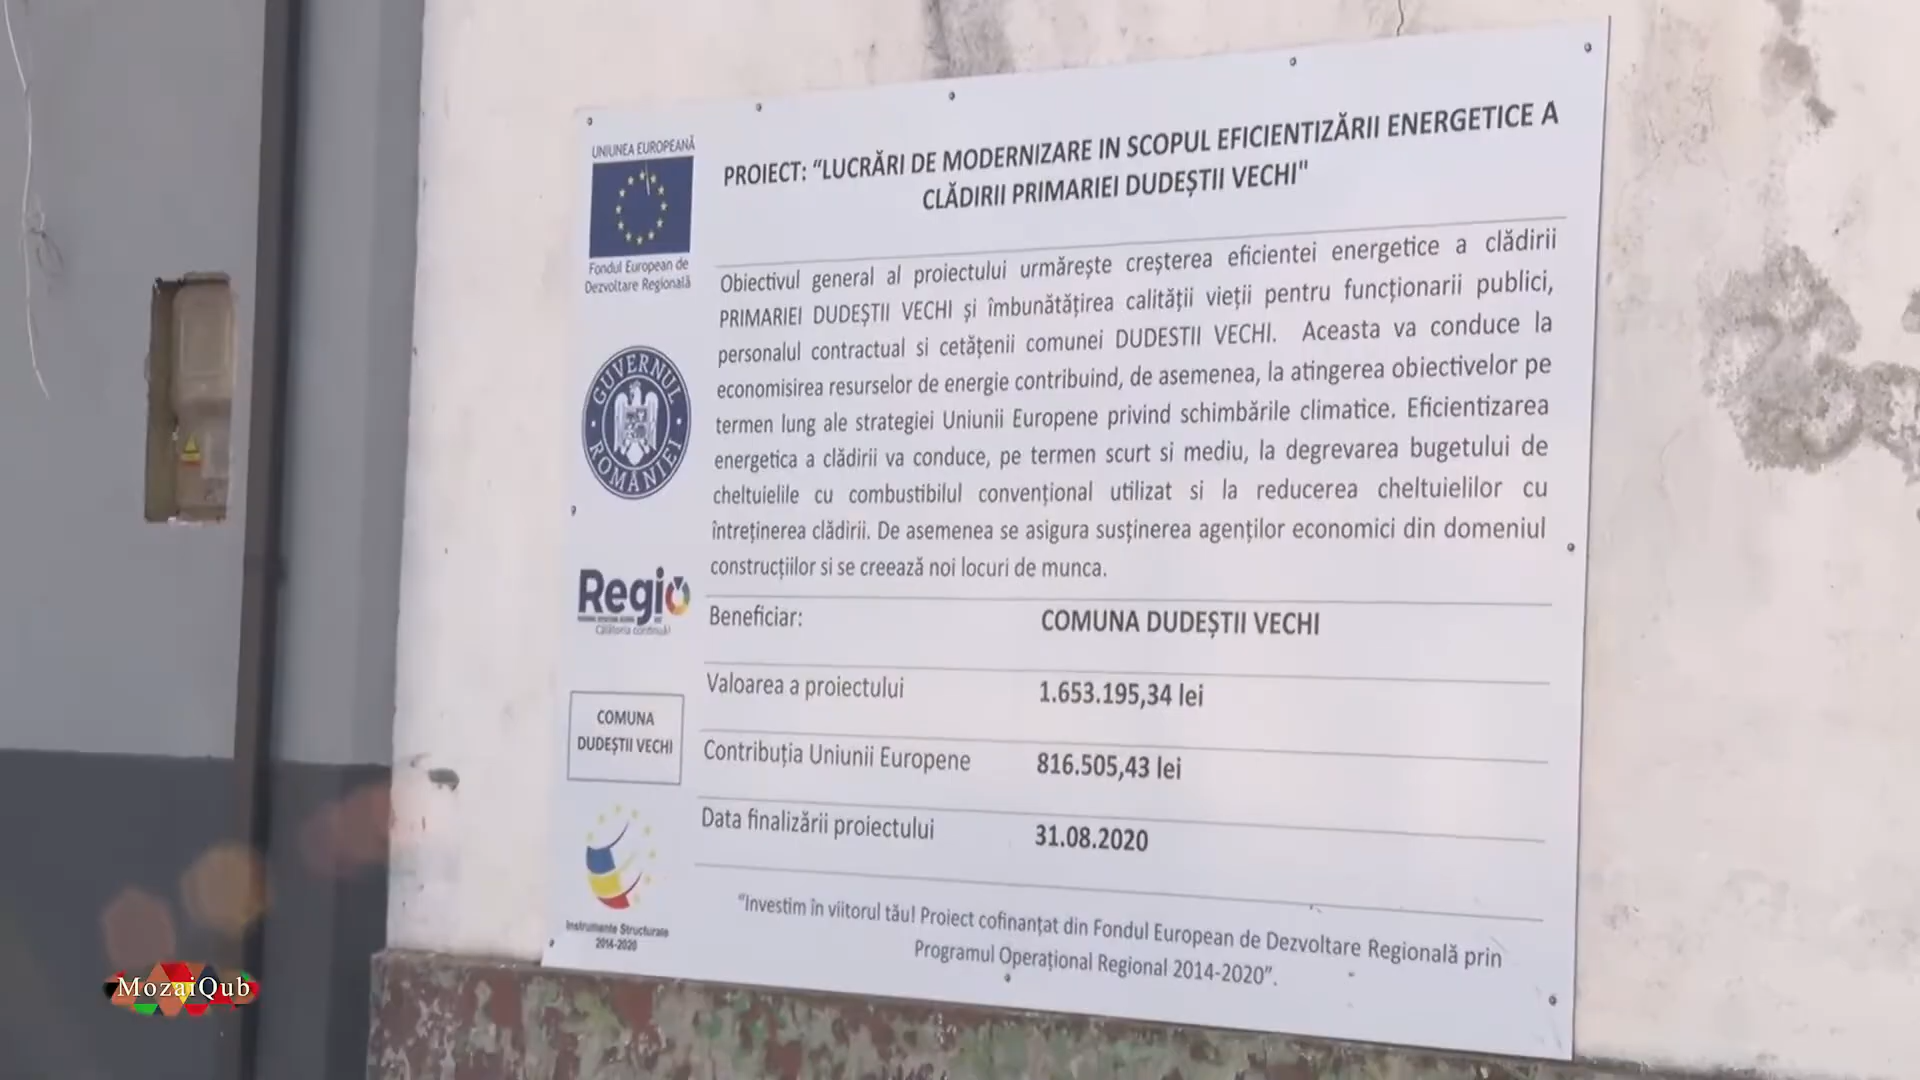 UNIUNEA EUROPEANĂ
Fondul European de
Dezvoltare Regională
GUVERNUL
ROMÂNIEI
Regio
COMUNA
DUDEȘTII VECHI
Instrumente Structurale
2014-2020
PROIECT: “LUCRĂRI DE MODERNIZARE IN SCOPUL EFICIENTIZĂRII ENERGETICE A
CLĂDIRII PRIMARIEI DUDEȘTII VECHI"
Obiectivul general al proiectului urmărește creșterea eficientei energetice a clădirii
PRIMARIEI DUDEȘTII VECHI și îmbunătățirea calității vieții pentru funcționarii publici,
personalul contractual si cetățenii comunei DUDESTII VECHI. Aceasta va conduce la
economisirea resurselor de energie contribuind, de asemenea, la atingerea obiectivelor pe
termen lung ale strategiei Uniunii Europene privind schimbările climatice. Eficientizarea
energetica a clădirii va conduce, pe termen scurt si mediu, la degrevarea bugetului de
cheltuielile cu combustibilul convențional utilizat si la reducerea cheltuielilor cu
întreținerea clădirii. De asemenea se asigura susținerea agenților economici din domeniul
construcțiilor si se creează noi locuri de munca.
Beneficiar: COMUNA DUDEȘTII VECHI
Valoarea a proiectului 1.653.195,34 lei
Contribuția Uniunii Europene 816.505,43 lei
Data finalizării proiectului 31.08.2020
“Investim în viitorul tău! Proiect cofinanțat din Fondul European de Dezvoltare Regională prin
Programul Operațional Regional 2014-2020”.
MozaiQub